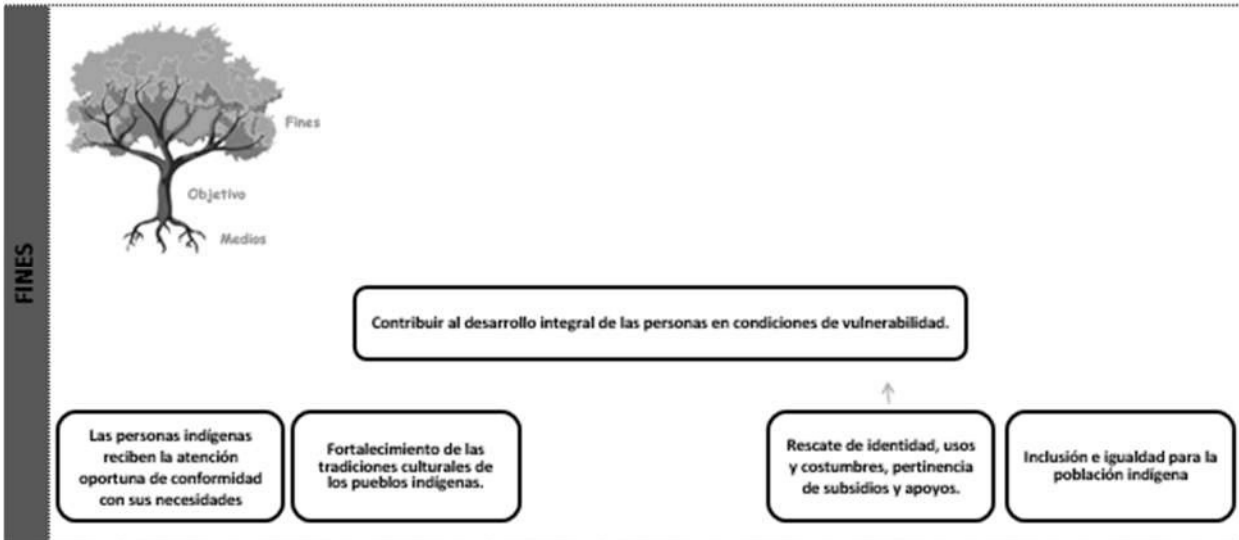 FINES
Fines
Objetivo
Medios
Contribuir al desarrollo integral de las personas en condiciones de vulnerabilidad.
Las personas indígenas
reciben la atención
oportuna de conformidad
con sus necesidades
Fortalecimiento de las
tradiciones culturales de
los pueblos indígenas.
Rescate de identidad, usos
y costumbres, pertinencia
de subsidios y apoyos.
Inclusión e igualdad para la
población indígena